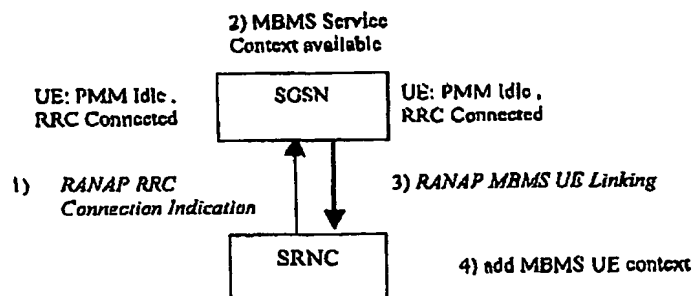 2) MBMS Service
Context available
UE: PMM Idle ,
RRC Connected
SGSN
UE: PMM Idle ,
RRC Connected
1) RANAP RRC
Connection Indication
3) RANAP MBMS UE Linking
SRNC
4) add MBMS UE context